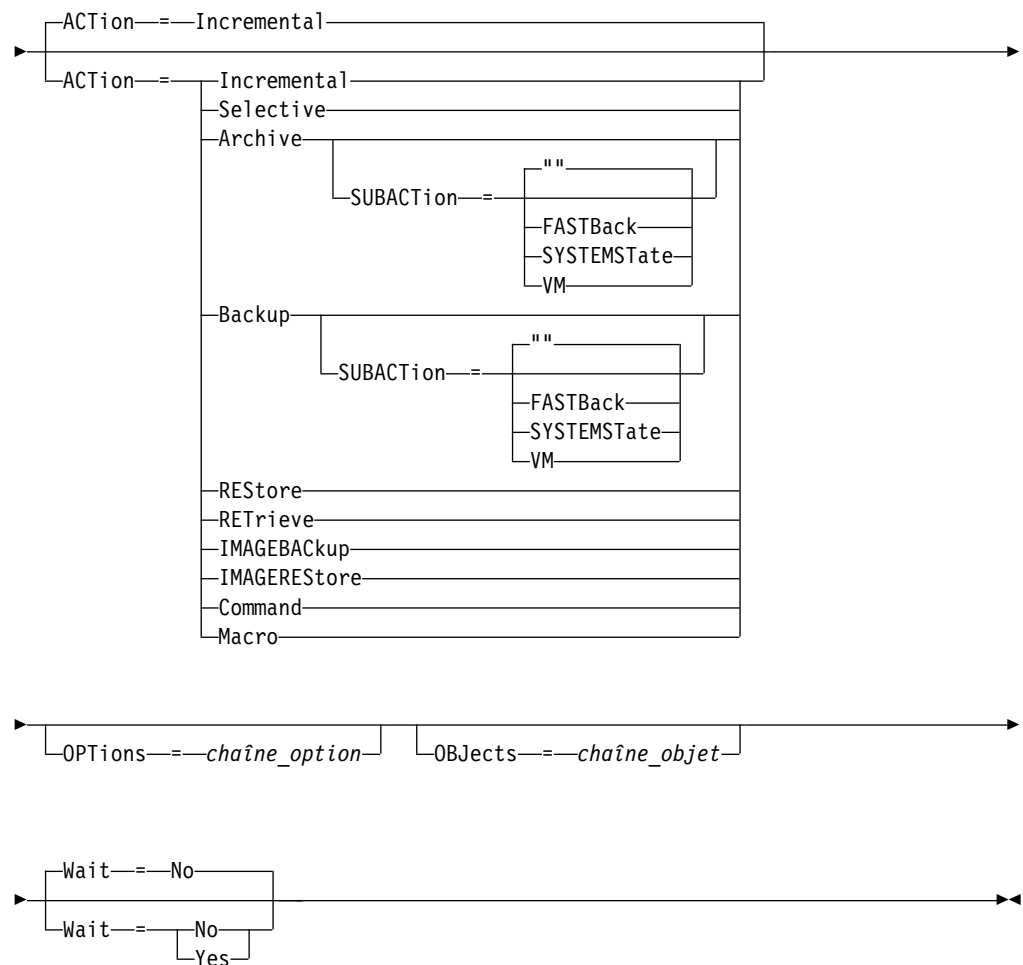 ACTion = Incremental
ACTion = Incremental
Selective
Archive
""
SUBACTion =
FASTBack
SYSTEMSTate
VM
Backup
""
SUBACTion =
FASTBack
SYSTEMSTate
VM
REStore
RETrieve
IMAGEBACkup
IMAGEREStore
Command
Macro
OPTions = chaîne_option OBJects = chaîne_objet
Wait = No
Wait = No
Yes